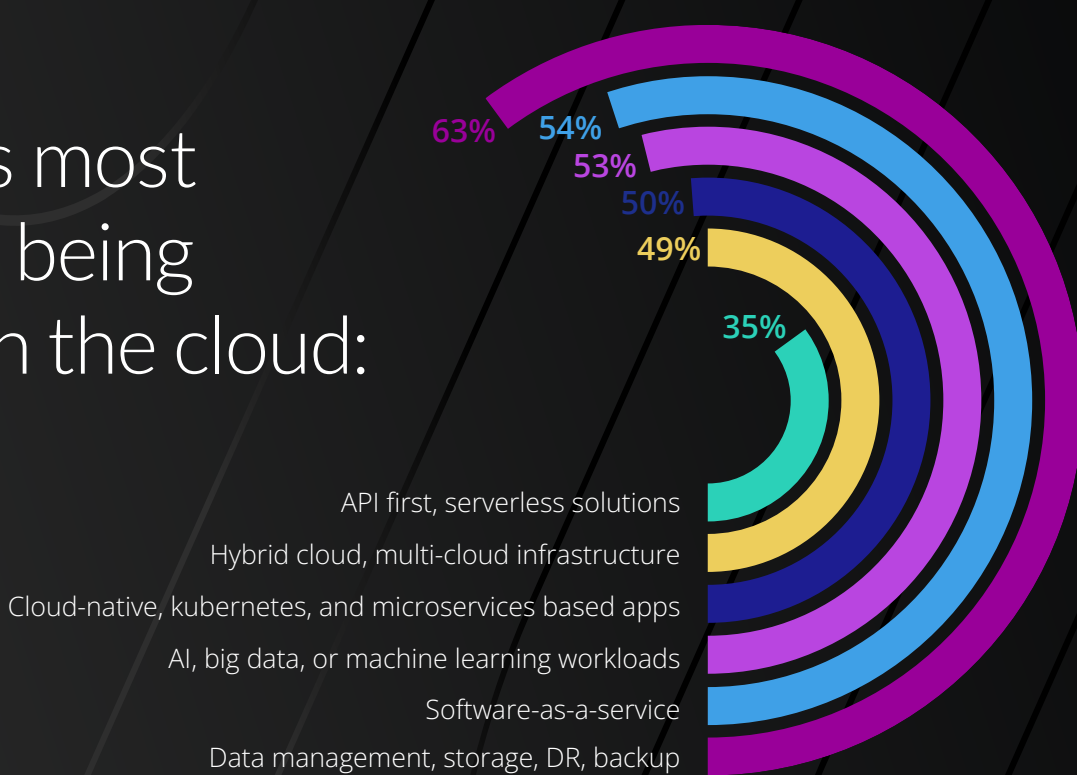 s most
being
n the cloud:
63%
54%
53%
50%
49%
35%
API first, serverless solutions
Hybrid cloud, multi-cloud infrastructure
Cloud-native, kubernetes, and microservices based apps
AI, big data, or machine learning workloads
Software-as-a-service
Data management, storage, DR, backup